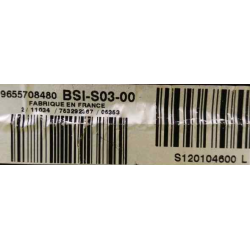 9655708480 BSI-S03-00
FABRIQUE EN FRANCE
S120104600 L